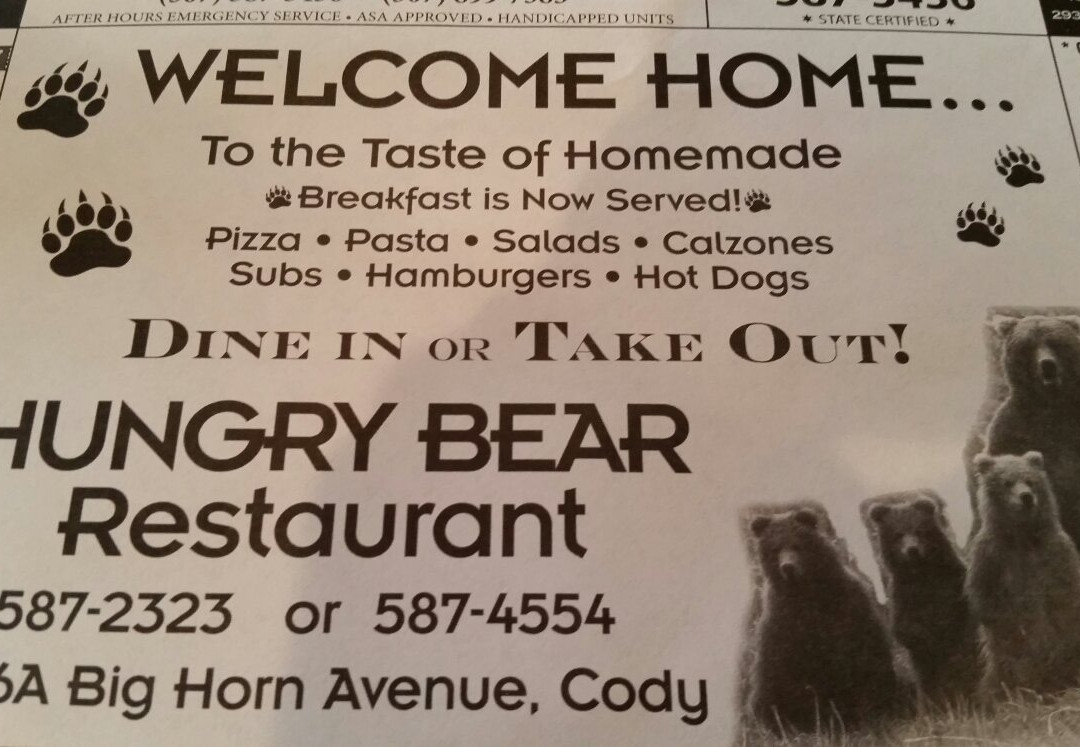 AFTER HOURS EMERGENCY SERVICE • ASA APPROVED • HANDICAPPED UNITS
* STATE CERTIFIED *
293
WELCOME HOME...
To the Taste of Homemade
Breakfast is Now Served!
Pizza • Pasta • Salads • Calzones
Subs • Hamburgers • Hot Dogs
DINE IN OR TAKE OUT!
HUNGRY BEAR
Restaurant
587-2323 or 587-4554
6A Big Horn Avenue, Cody